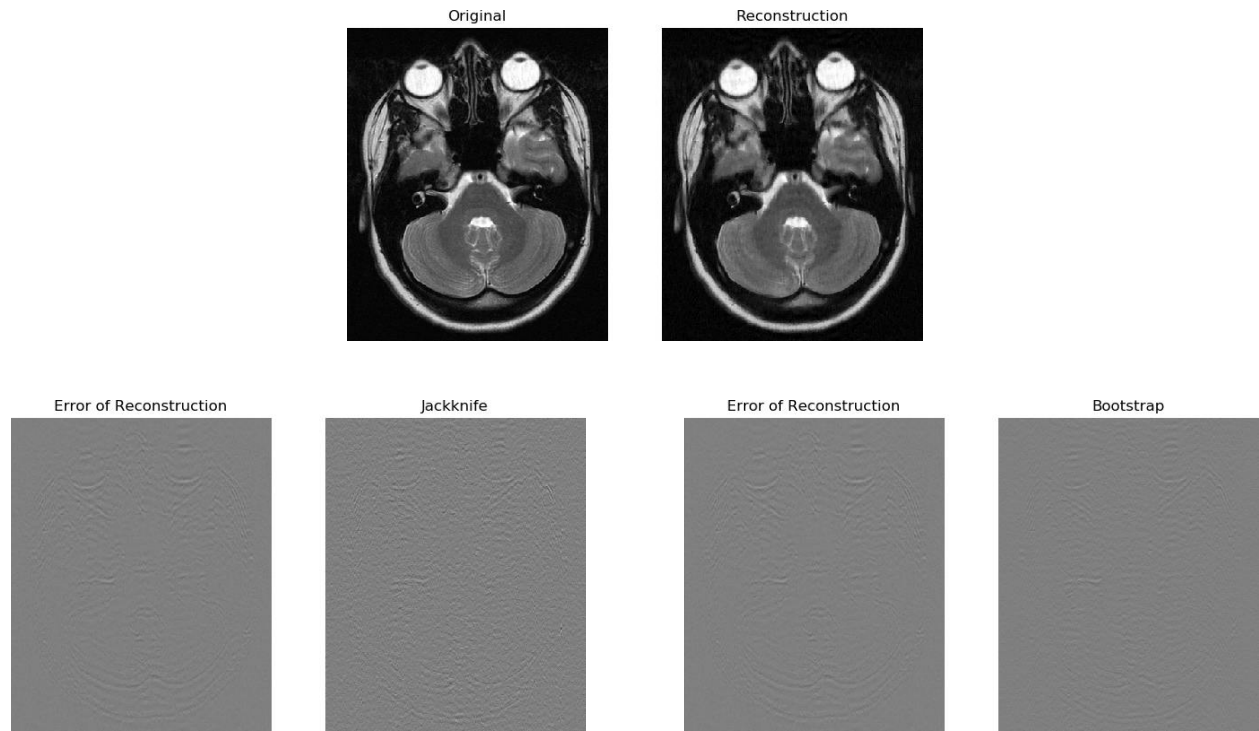 Original
Reconstruction
Error of Reconstruction
Jackknife
Error of Reconstruction
Bootstrap